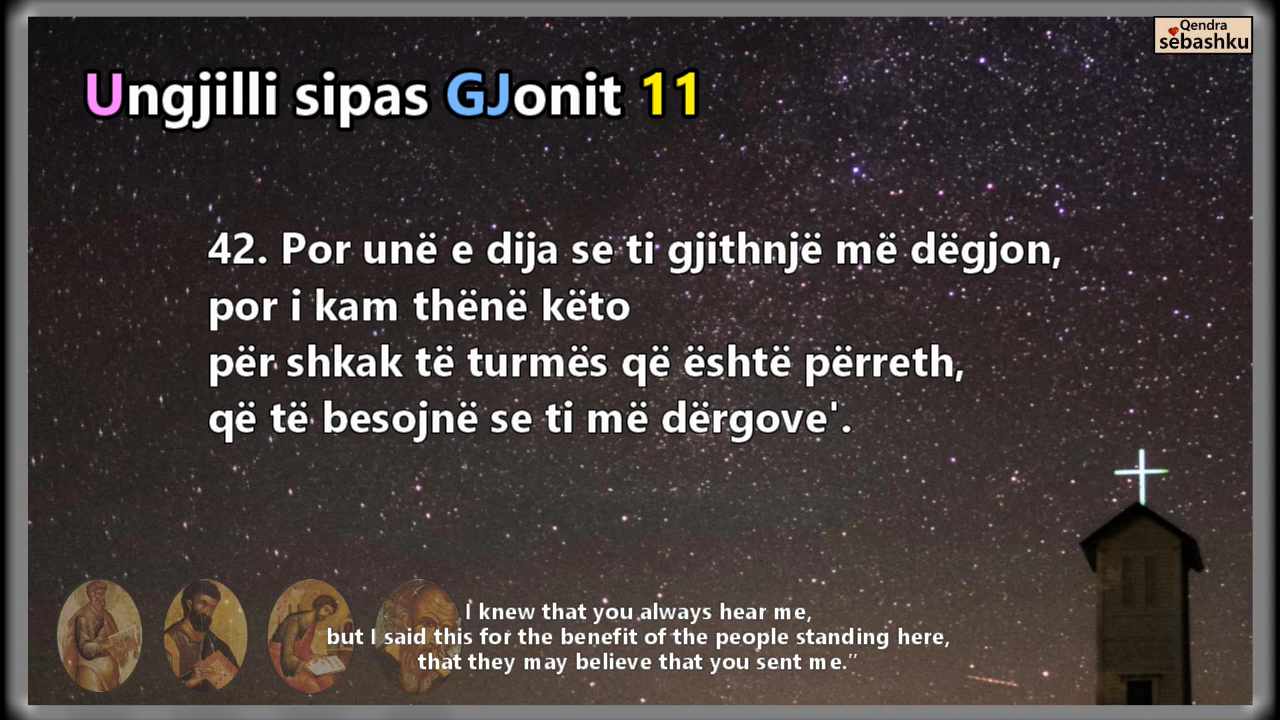 Qendra
sëbashku
Ungjilli sipas GJonit 11
42. Por unë e dija se ti gjithnjë më dëgjon,
por i kam thënë këto
për shkak të turmës që është përreth,
që të besojnë se ti më dërgove'.
I knew that you always hear me,
but I said this for the benefit of the people standing here,
that they may believe that you sent me.”